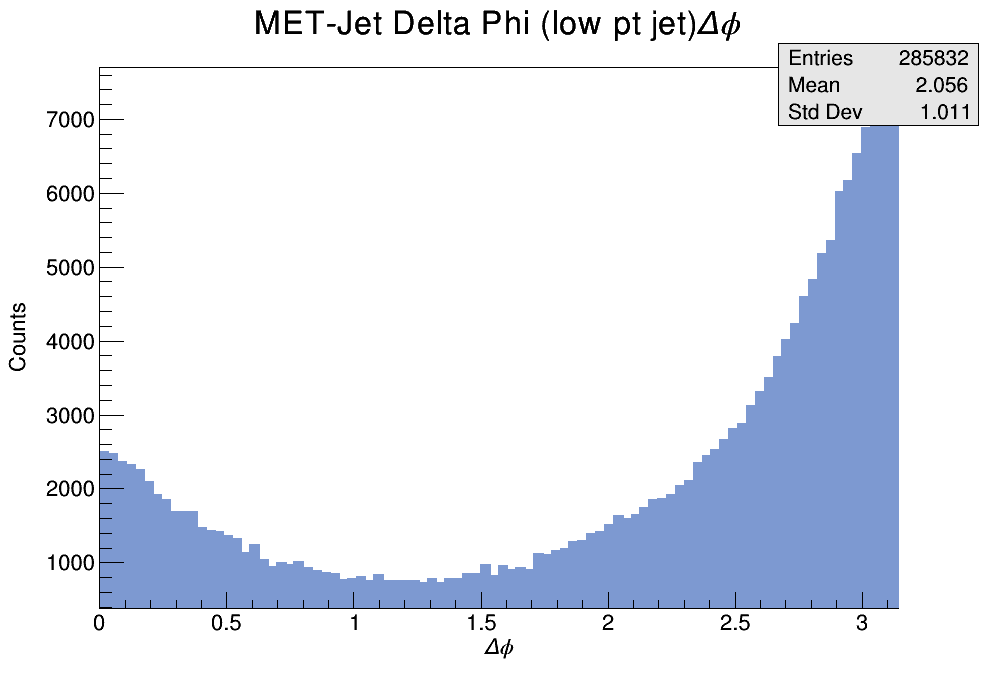 MET-Jet Delta Phi (low pt jet)Δϕ
Entries 285832
Mean 2.056
Std Dev 1.011
7000
6000
5000
4000
3000
2000
1000
Counts
0 0.5 1 1.5 2 2.5 3
Δϕ